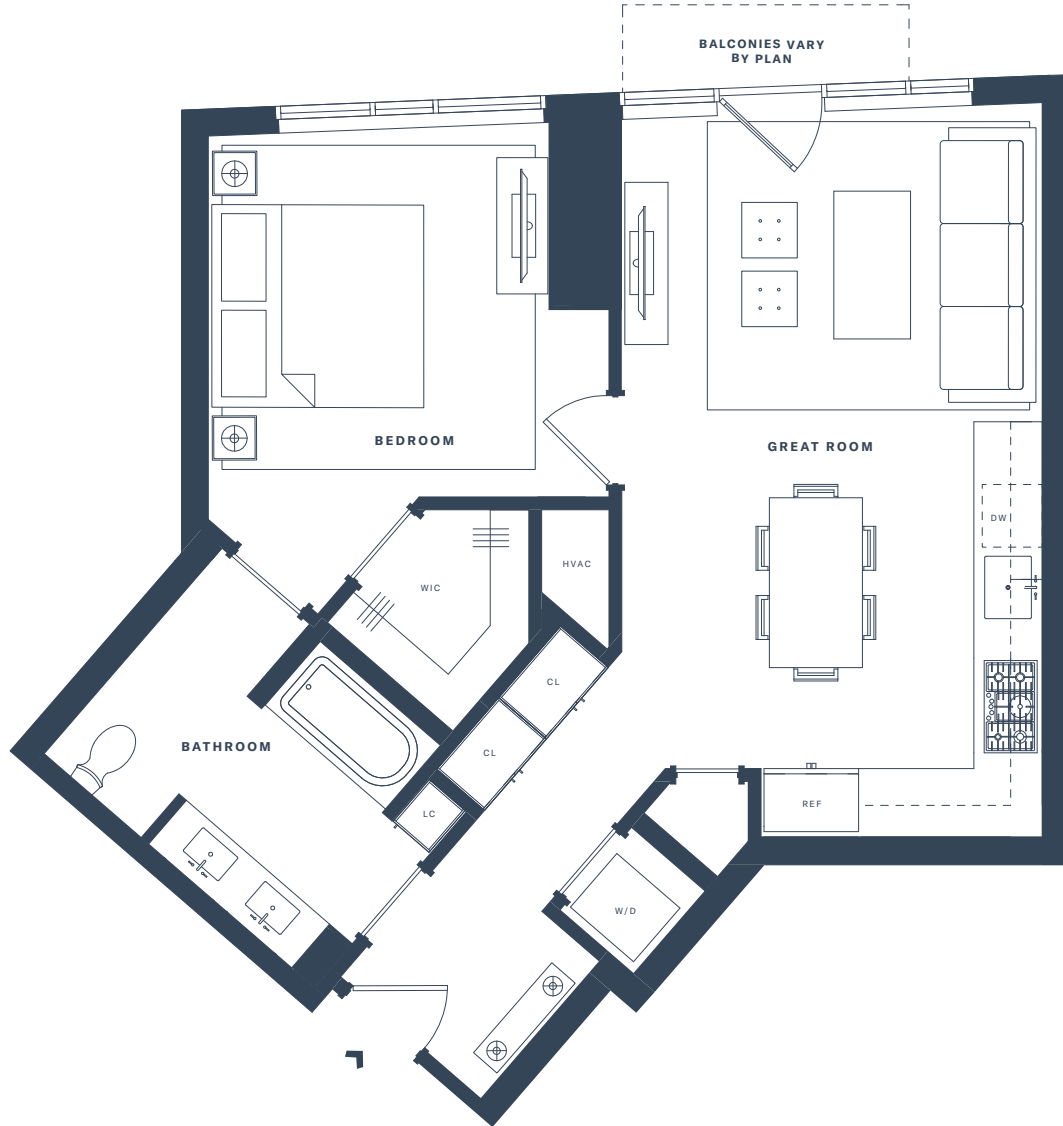 BALCONIES VARY
BY PLAN
BEDROOM
GREAT ROOM
DW
HVAC
WIC
CL
CL
BATHROOM
REF
LC
W/D